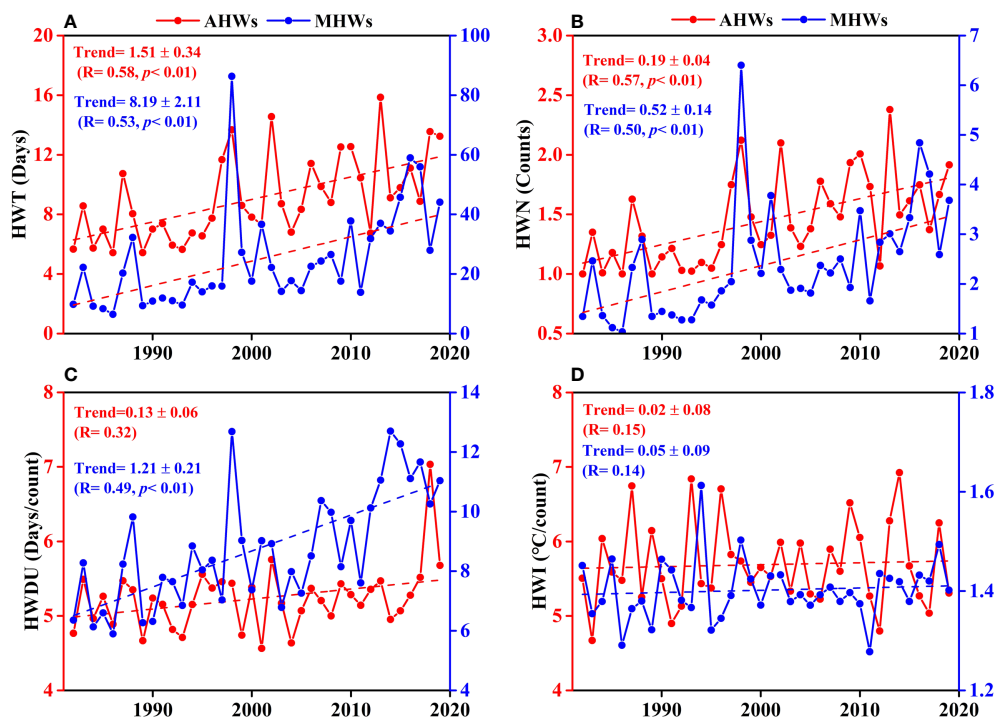 A
AHWs MHWs
B
20
16
12
8
4
0
HWT (Days)
Trend= 1.51 ± 0.34
(R= 0.58, p< 0.01)
Trend= 8.19 ± 2.11
(R= 0.53, p< 0.01)
100
80
60
40
20
0
1990 2000 2010 2020
AHWs MHWs
3.0
2.5
2.0
1.5
1.0
0.5
HWN (Counts)
Trend= 0.19 ± 0.04
(R= 0.57, p< 0.01)
Trend= 0.52 ± 0.14
(R= 0.50, p< 0.01)
7
6
5
4
3
2
1
1990 2000 2010 2020
C
8
7
6
5
4
HWDU (Days/count)
Trend=0.13 ± 0.06
(R= 0.32)
Trend= 1.21 ± 0.21
(R= 0.49, p< 0.01)
14
12
10
8
6
4
1990 2000 2010 2020
D
8
7
6
5
4
HWI (°C/count)
Trend= 0.02 ± 0.08
(R= 0.15)
Trend= 0.05 ± 0.09
(R= 0.14)
1.8
1.6
1.4
1.2
1990 2000 2010 2020